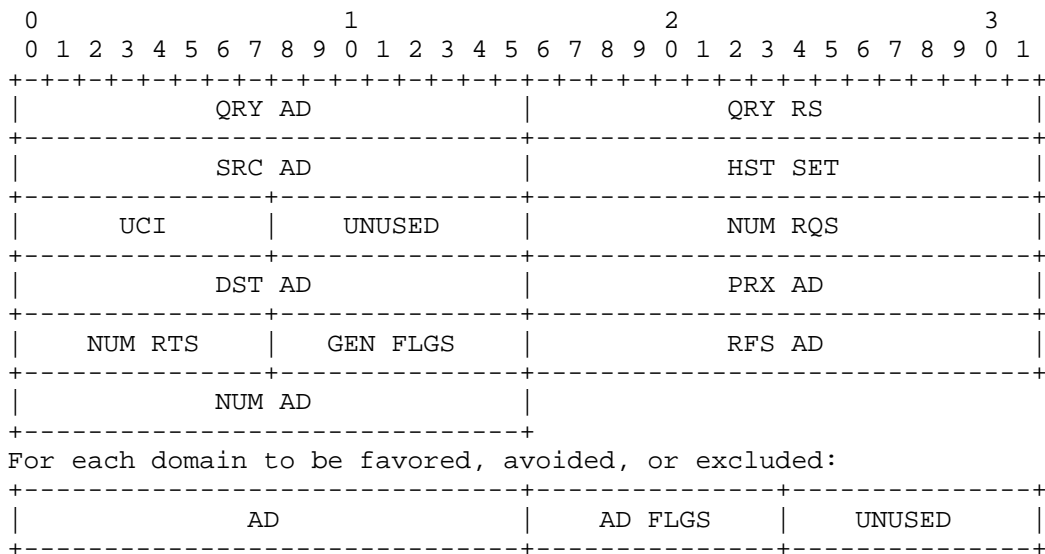 0                   1                   2                   3
0 1 2 3 4 5 6 7 8 9 0 1 2 3 4 5 6 7 8 9 0 1 2 3 4 5 6 7 8 9 0 1
+-+-+-+-+-+-+-+-+-+-+-+-+-+-+-+-+-+-+-+-+-+-+-+-+-+-+-+-+-+-+-+-+
|            QRY AD             |            QRY RS             |
+-------------------------------+-------------------------------+
|            SRC AD             |            HST SET            |
+---------------+---------------+-------------------------------+
|      UCI      |    UNUSED     |            NUM RQS            |
+---------------+---------------+-------------------------------+
|            DST AD             |            PRX AD             |
+---------------+---------------+-------------------------------+
|    NUM RTS    |   GEN FLGS    |            RFS AD             |
+---------------+---------------+-------------------------------+
|            NUM AD             |
+-------------------------------+
For each domain to be favored, avoided, or excluded:
+-------------------------------+---------------+---------------+
|              AD               |    AD FLGS    |    UNUSED     |
+-------------------------------+---------------+---------------+